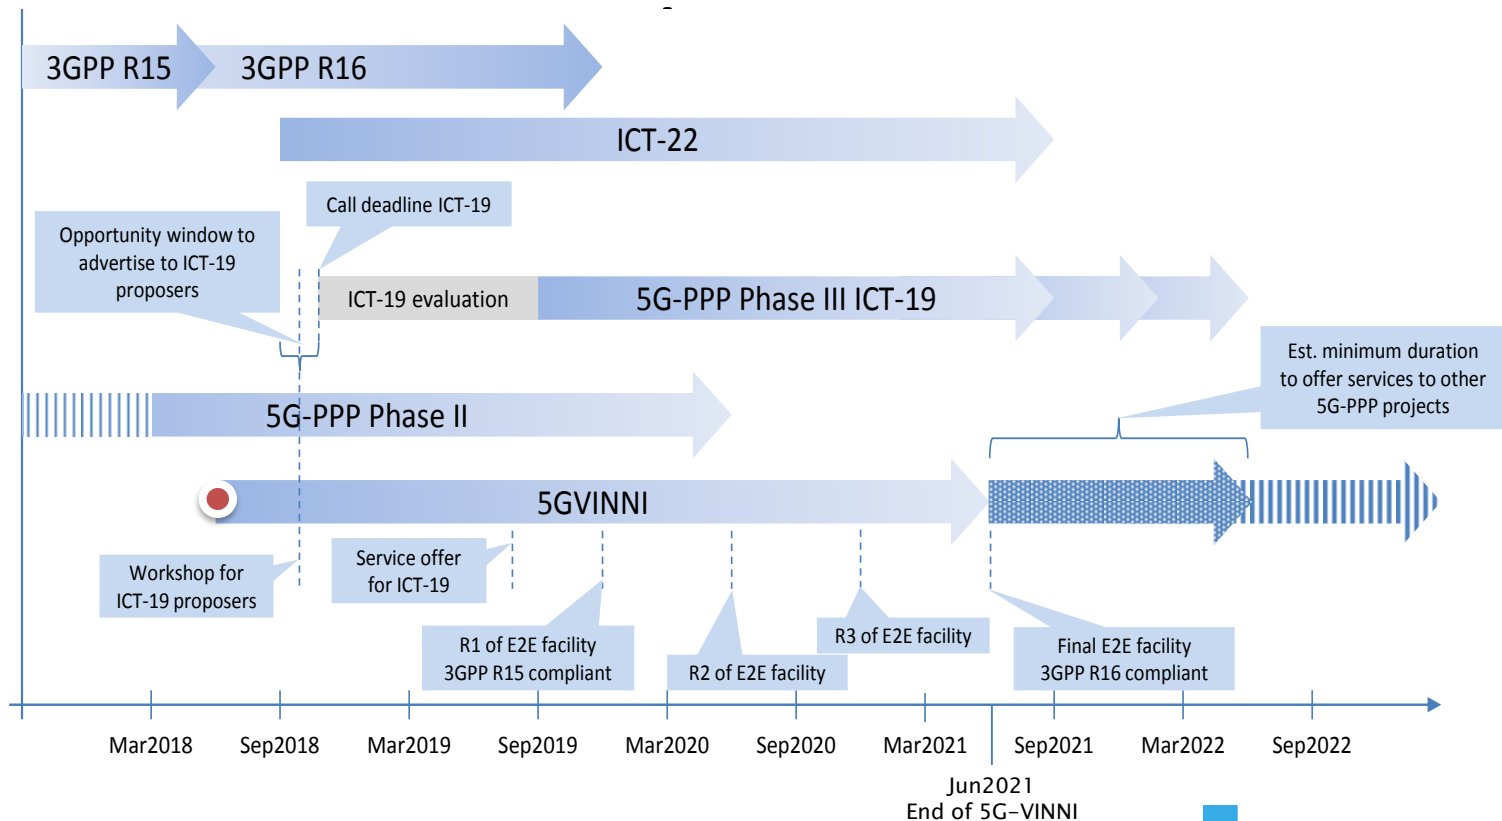 3GPP R15
3GPP R16
ICT-22
Call deadline ICT-19
Opportunity window to
advertise to ICT-19
proposers
ICT-19 evaluation
5G-PPP Phase III ICT-19
Est. minimum duration
to offer services to other
5G-PPP projects
5G-PPP Phase II
5GVINNI
Workshop for
ICT-19 proposers
Service offer
for ICT-19
R1 of E2E facility
3GPP R15 compliant
R2 of E2E facility
R3 of E2E facility
Final E2E facility
3GPP R16 compliant
Mar2018
Sep2018
Mar2019
Sep2019
Mar2020
Sep2020
Mar2021
Sep2021
Mar2022
Sep2022
Jun2021
End of 5G-VINNI